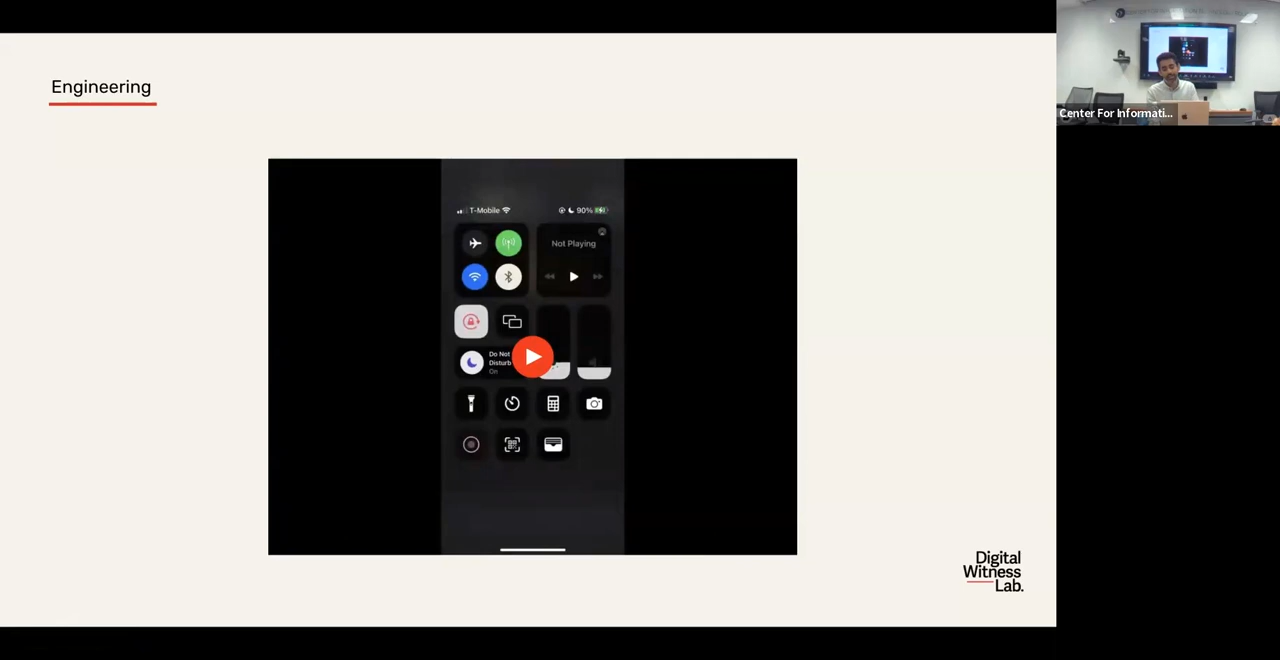 Engineering
T-Mobile
90%
Not Playing
Do Not
Disturb
On
Digital
Witness
Lab.
Center For Informati...